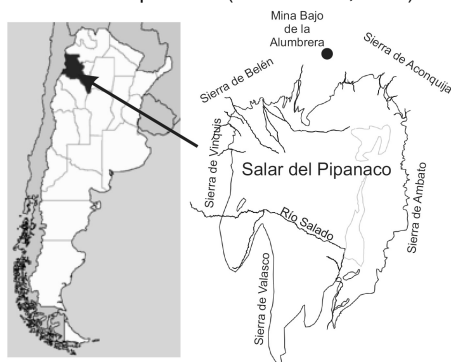 Mina Bajo
de la
Alumbrera
Sierra de Belén
Sierra de Aconquija
Sierra de Vinquis
Salar del Pipanaco
Sierra de Ambato
Río Salado
Sierra de Valasco